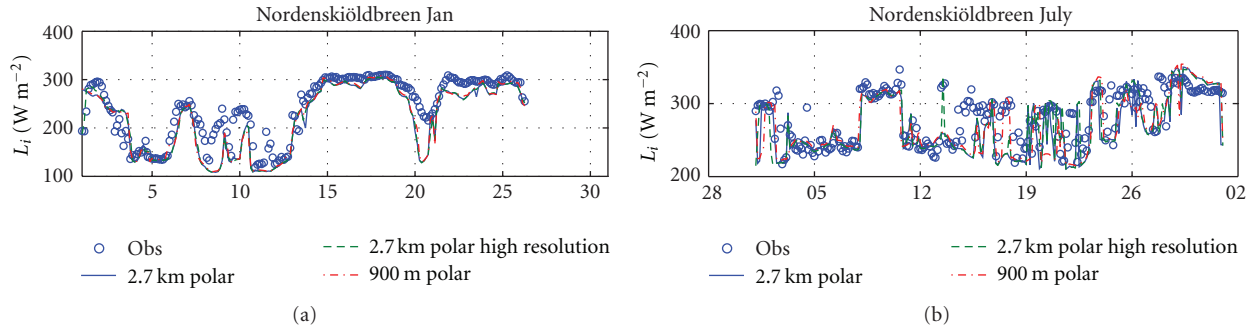 Nordenskiöldbreen Jan
400
300
200
100
L_i (W m⁻²)
5 10 15 20 25 30
Obs
2.7 km polar
2.7 km polar high resolution
900 m polar
(a)
Nordenskiöldbreen July
400
300
200
L_i (W m⁻²)
28 05 12 19 26 02
Obs
2.7 km polar
2.7 km polar high resolution
900 m polar
(b)